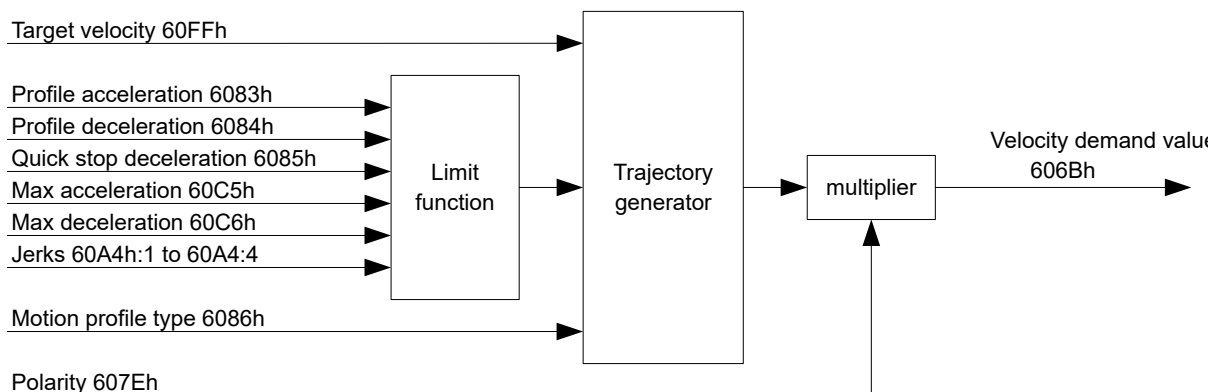 Target velocity 60FFh
Profile acceleration 6083h
Profile deceleration 6084h
Quick stop deceleration 6085h
Max acceleration 60C5h
Max deceleration 60C6h
Jerks 60A4h:1 to 60A4:4
Limit
function
Trajectory
generator
multiplier
Velocity demand value
606Bh
Motion profile type 6086h
Polarity 607Eh